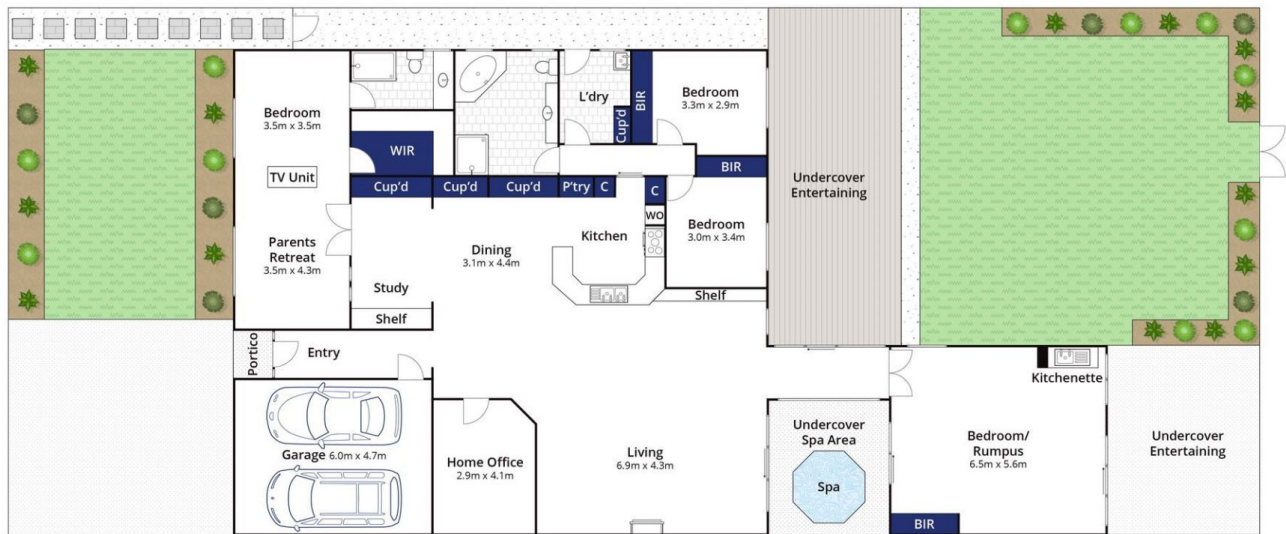 Bedroom
3.5m x 3.5m
TV Unit
Parents
Retreat
3.5m x 4.3m
WIR
Cup'd
Cup'd
Cup'd
P'try
C
L'dry
Cup'd
BIR
Bedroom
3.3m x 2.9m
BIR
C
WO
Bedroom
3.0m x 3.4m
Kitchen
Dining
3.1m x 4.4m
Study
Shelf
Shelf
Undercover
Entertaining
Portico
Entry
Garage 6.0m x 4.7m
Home Office
2.9m x 4.1m
Living
6.9m x 4.3m
Undercover
Spa Area
Spa
Kitchenette
Bedroom/
Rumpus
6.5m x 5.6m
BIR
Undercover
Entertaining